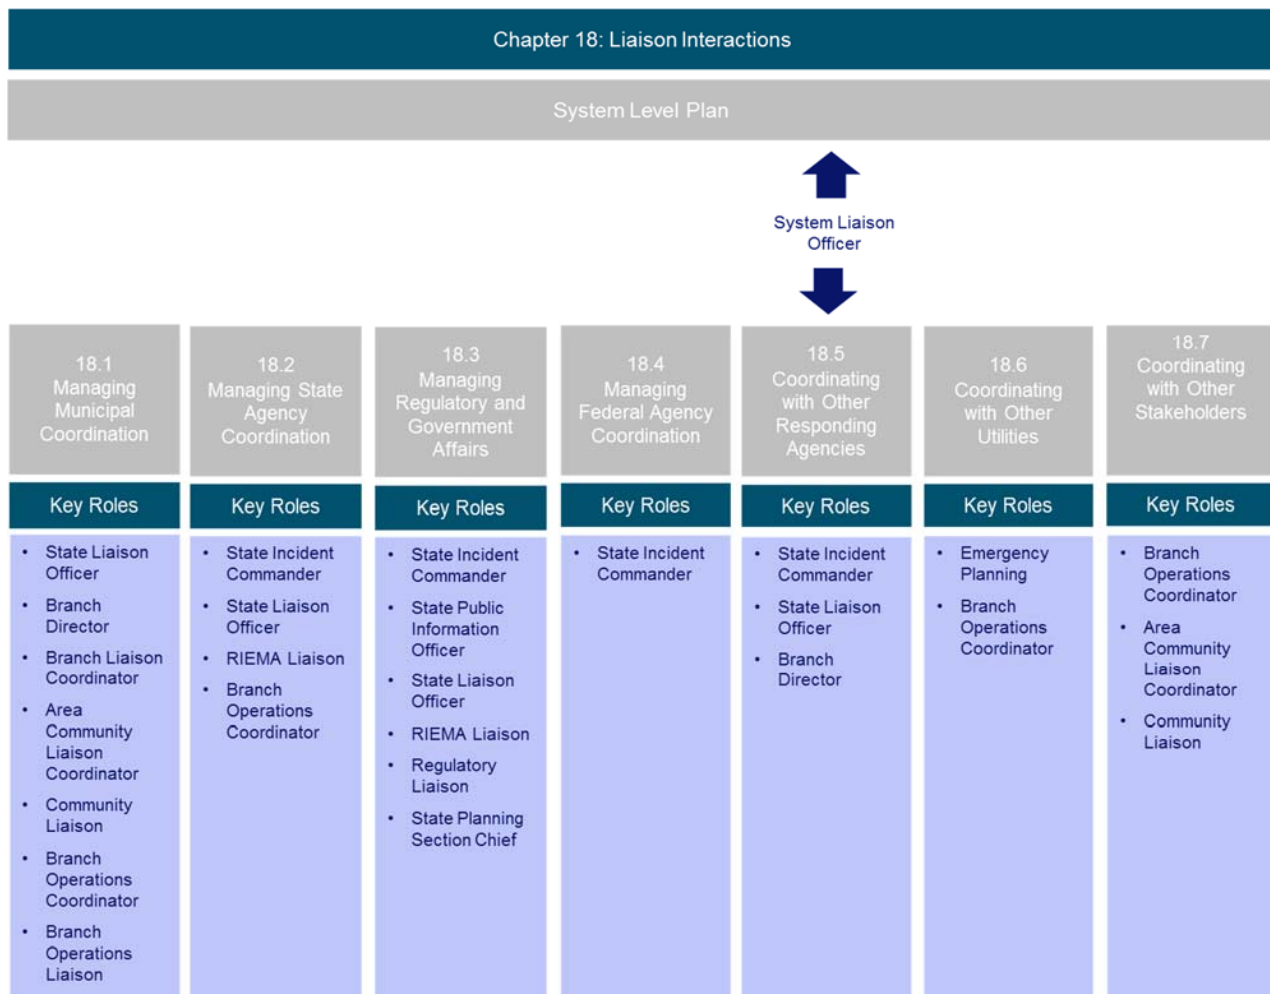 Chapter 18: Liaison Interactions
System Level Plan
System Liaison
Officer
18.1
Managing
Municipal
Coordination
Key Roles
• State Liaison
Officer
• Branch
Director
• Branch Liaison
Coordinator
• Area
Community
Liaison
Coordinator
• Community
Liaison
• Branch
Operations
Coordinator
• Branch
Operations
Liaison
18.2
Managing State
Agency
Coordination
Key Roles
• State Incident
Commander
• State Liaison
Officer
• RIEMA Liaison
• Branch
Operations
Coordinator
18.3
Managing
Regulatory and
Government
Affairs
Key Roles
• State Incident
Commander
• State Public
Information
Officer
• State Liaison
Officer
• RIEMA Liaison
• Regulatory
Liaison
• State Planning
Section Chief
18.4
Managing
Federal Agency
Coordination
Key Roles
• State Incident
Commander
18.5
Coordinating
with Other
Responding
Agencies
Key Roles
• State Incident
Commander
• State Liaison
Officer
• Branch
Director
18.6
Coordinating
with Other
Utilities
Key Roles
• Emergency
Planning
• Branch
Operations
Coordinator
18.7
Coordinating
with Other
Stakeholders
Key Roles
• Branch
Operations
Coordinator
• Area
Community
Liaison
Coordinator
• Community
Liaison